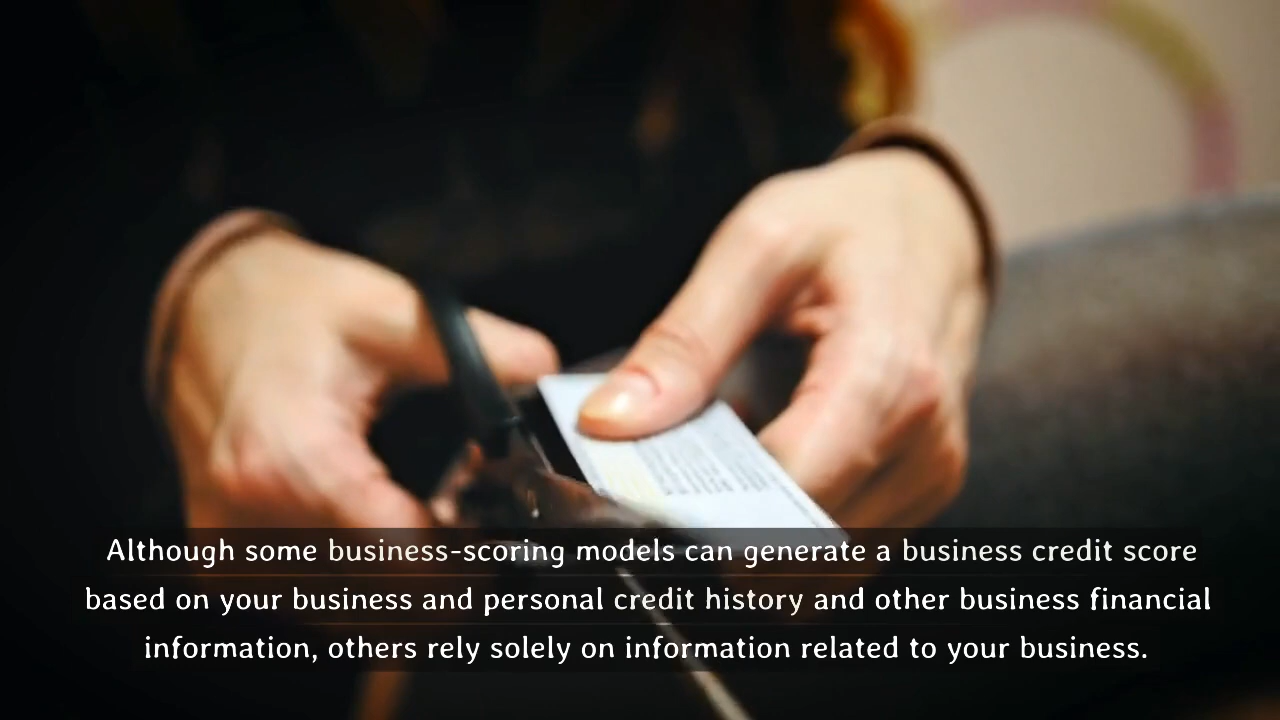 Although some business-scoring models can generate a business credit score
based on your business and personal credit history and other business financial
information, others rely solely on information related to your business.